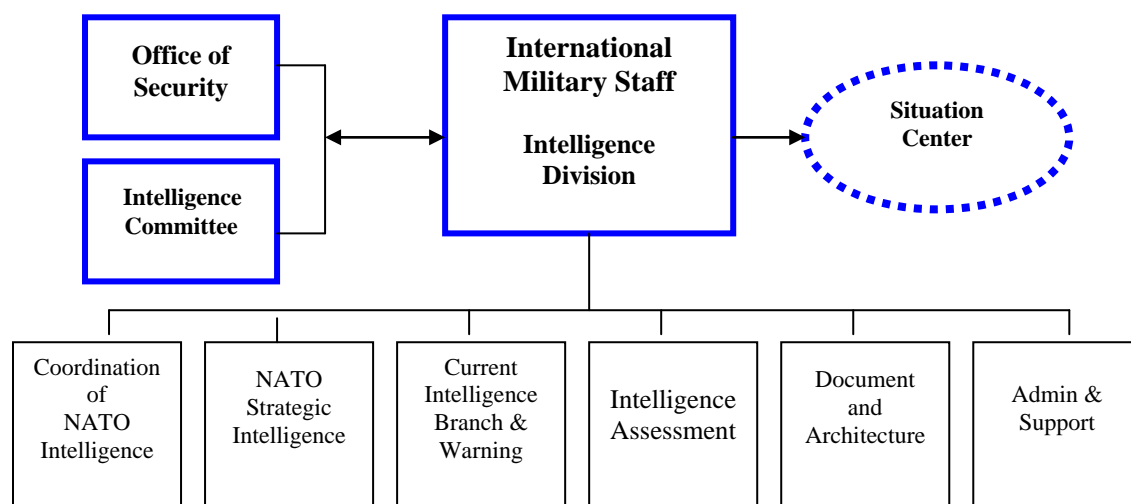 Office of
Security
Intelligence
Committee
International
Military Staff
Intelligence
Division
Situation
Center
Coordination
of
NATO
Intelligence
NATO
Strategic
Intelligence
Current
Intelligence
Branch &
Warning
Intelligence
Assessment
Document
and
Architecture
Admin &
Support